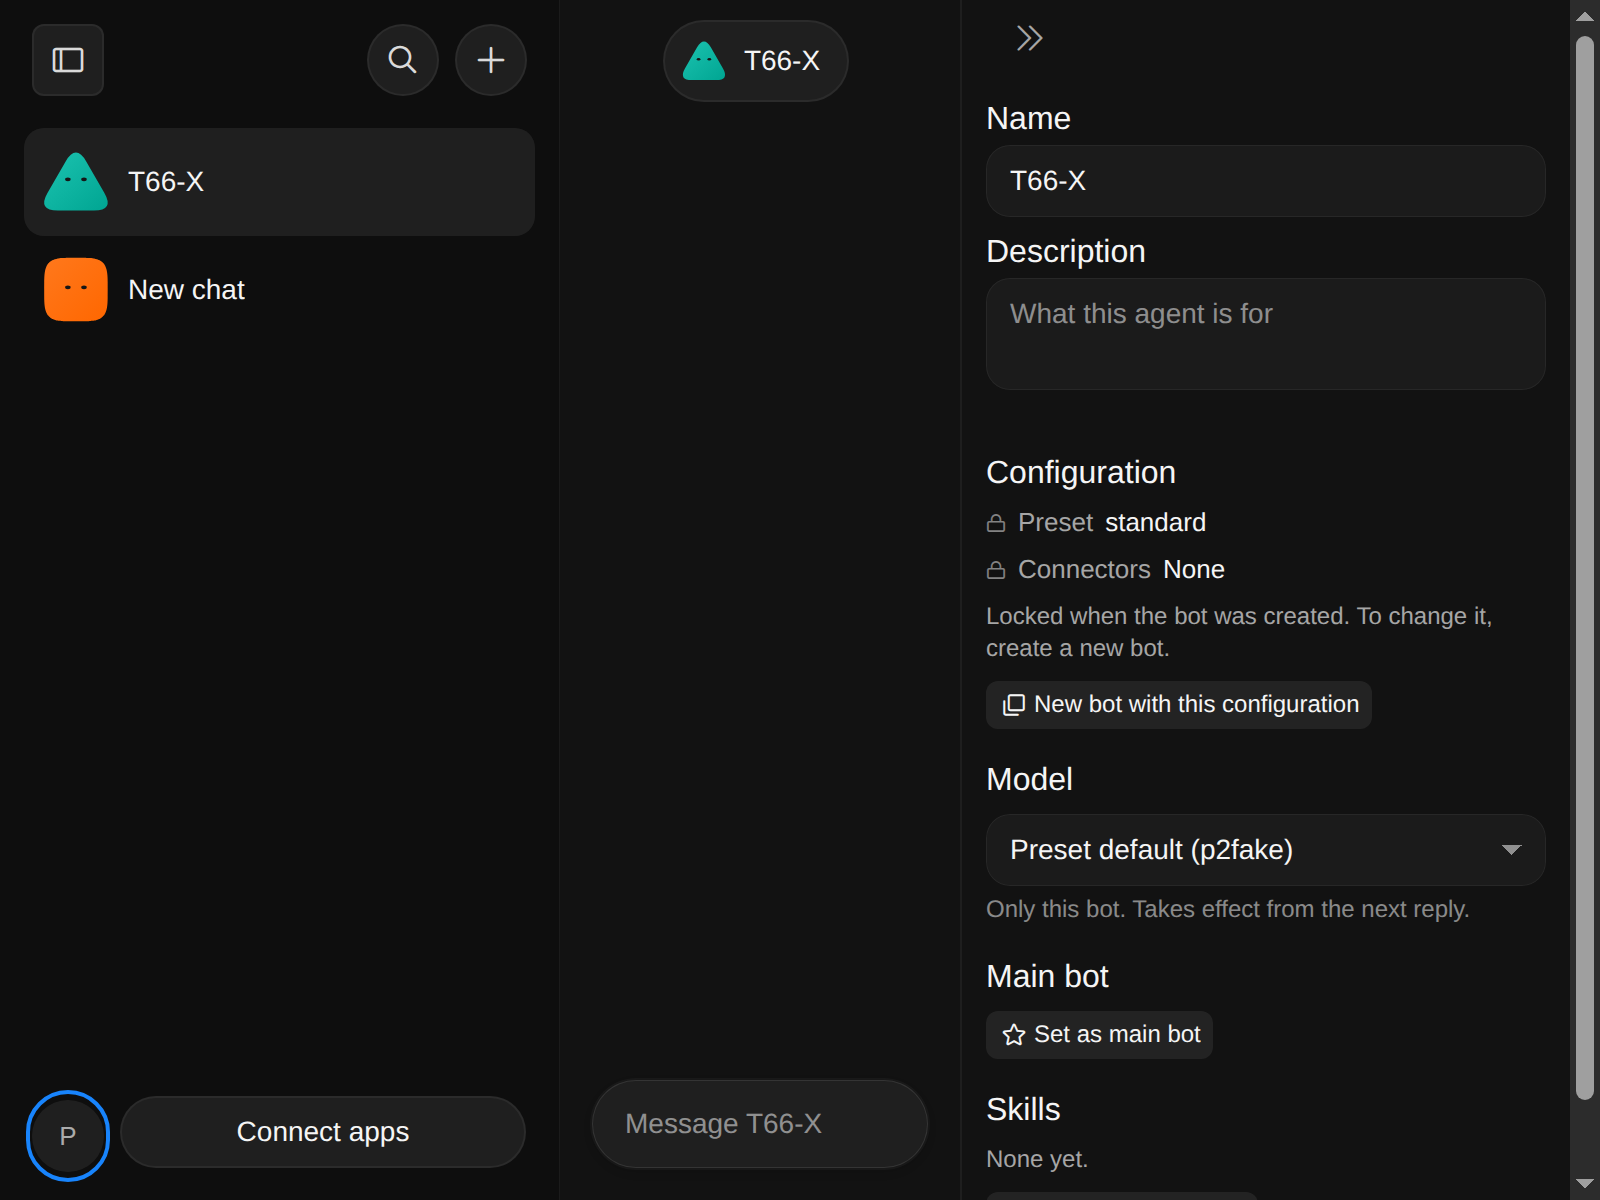 T66-X
New chat
P
Connect apps
T66-X
Message T66-X
Name
T66-X
Description
What this agent is for
Configuration
Preset standard
Connectors None
Locked when the bot was created. To change it,
create a new bot.
New bot with this configuration
Model
Preset default (p2fake)
Only this bot. Takes effect from the next reply.
Main bot
Set as main bot
Skills
None yet.